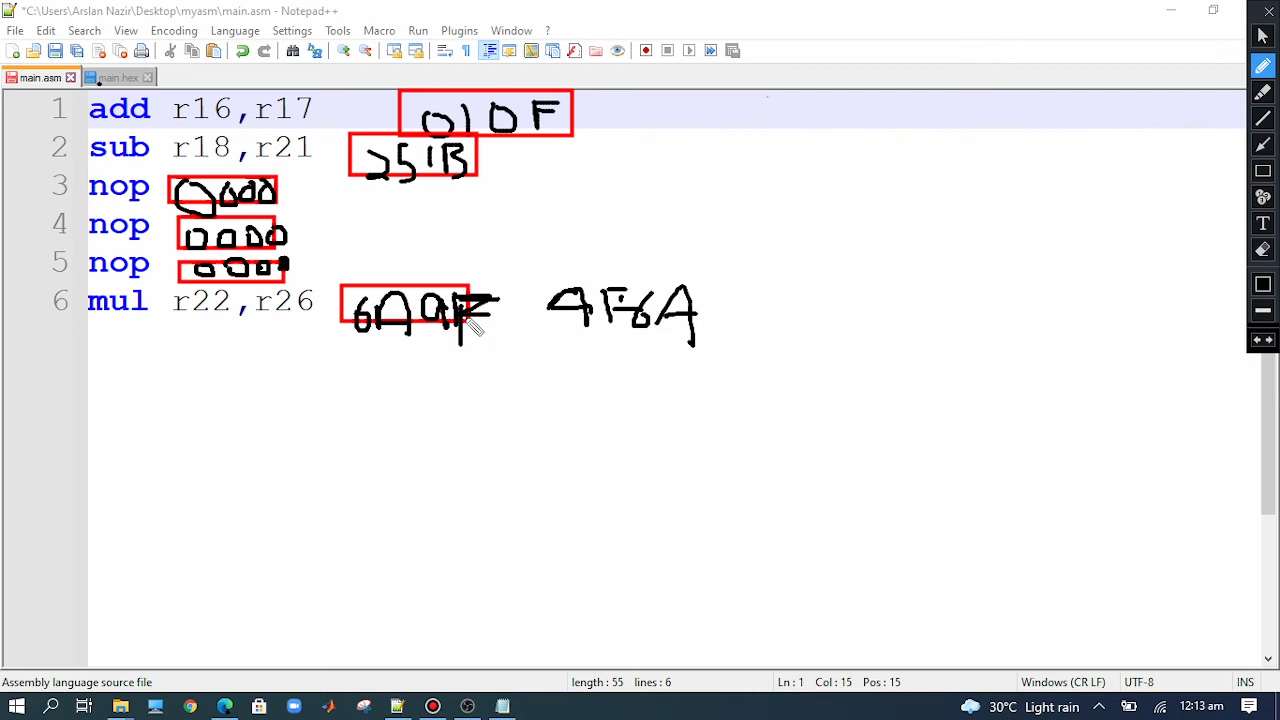 *C:\Users\Arslan Nazir\Desktop\myasm\main.asm - Notepad++
File Edit Search View Encoding Language Settings Tools Macro Run Plugins Window ?
main.asm main.hex
1 add r16,r17 010F
2 sub r18,r21 251B
3 nop 0000
4 nop 0000
5 nop 0000
6 mul r22,r26 6A9F 9F6A
Assembly language source file length : 55 lines : 6 Ln : 1 Col : 15 Pos : 15 Windows (CR LF) UTF-8 INS
30°C Light rain 12:13 am